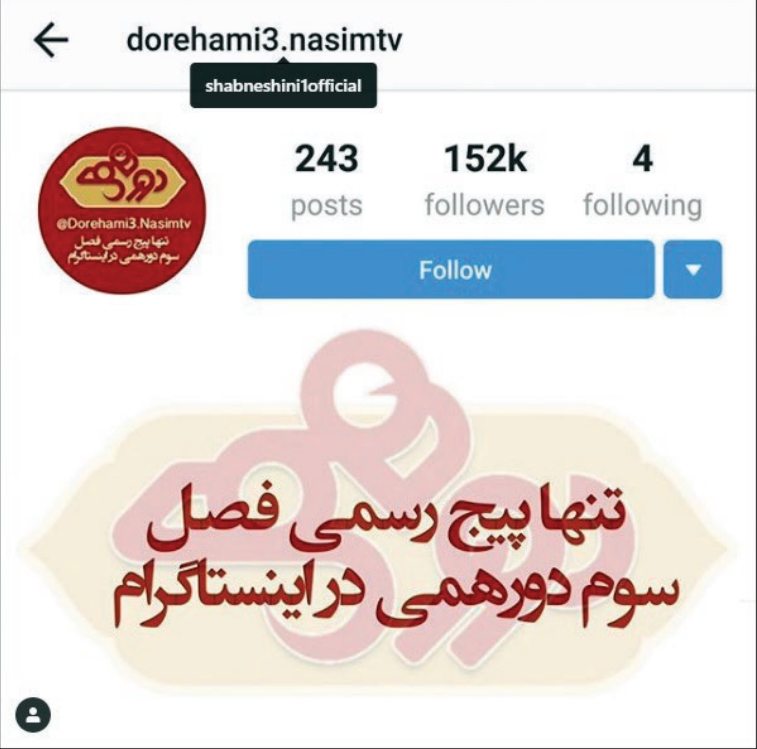 dorehami3.nasimtv
shabneshini1official
243 152k 4
posts followers following
Follow
دورهمی
@Dorehami3.Nasimtv
تنها پیج رسمی فصل
سوم دورهمی در اینستاگرام
دورهمی
تنها پیج رسمی فصل
سوم دورهمی در اینستاگرام